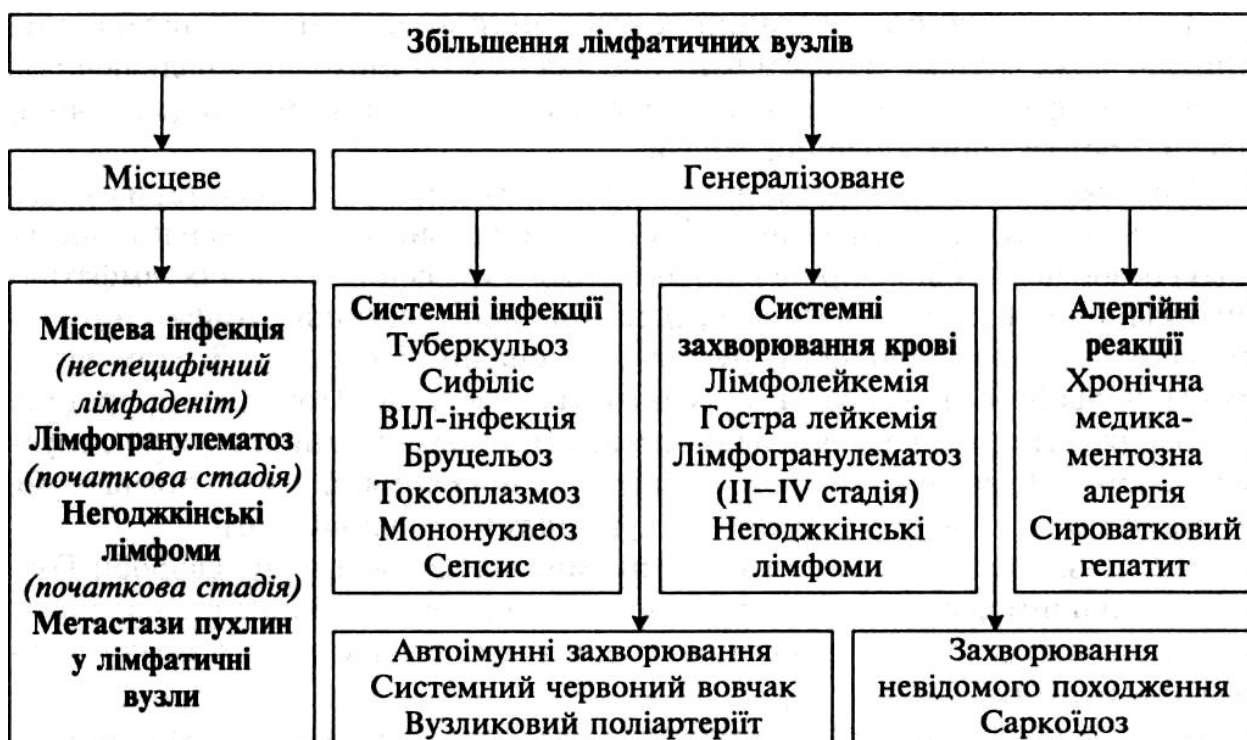 Збільшення лімфатичних вузлів
Місцеве
Генералізоване
Місцева інфекція
(неспецифічний
лімфаденіт)
Лімфогранулематоз
(початкова стадія)
Негоджкінські
лімфоми
(початкова стадія)
Метастази пухлин
у лімфатичні
вузли
Системні інфекції
Туберкульоз
Сифіліс
ВІЛ-інфекція
Бруцельоз
Токсоплазмоз
Мононуклеоз
Сепсис
Системні
захворювання крові
Лімфолейкемія
Гостра лейкемія
Лімфогранулематоз
(II—IV стадія)
Негоджкінські
лімфоми
Алергійні
реакції
Хронічна
медика-
ментозна
алергія
Сироватковий
гепатит
Автоімунні захворювання
Системний червоний вовчак
Вузликовий поліартеріїт
Захворювання
невідомого походження
Саркоїдоз